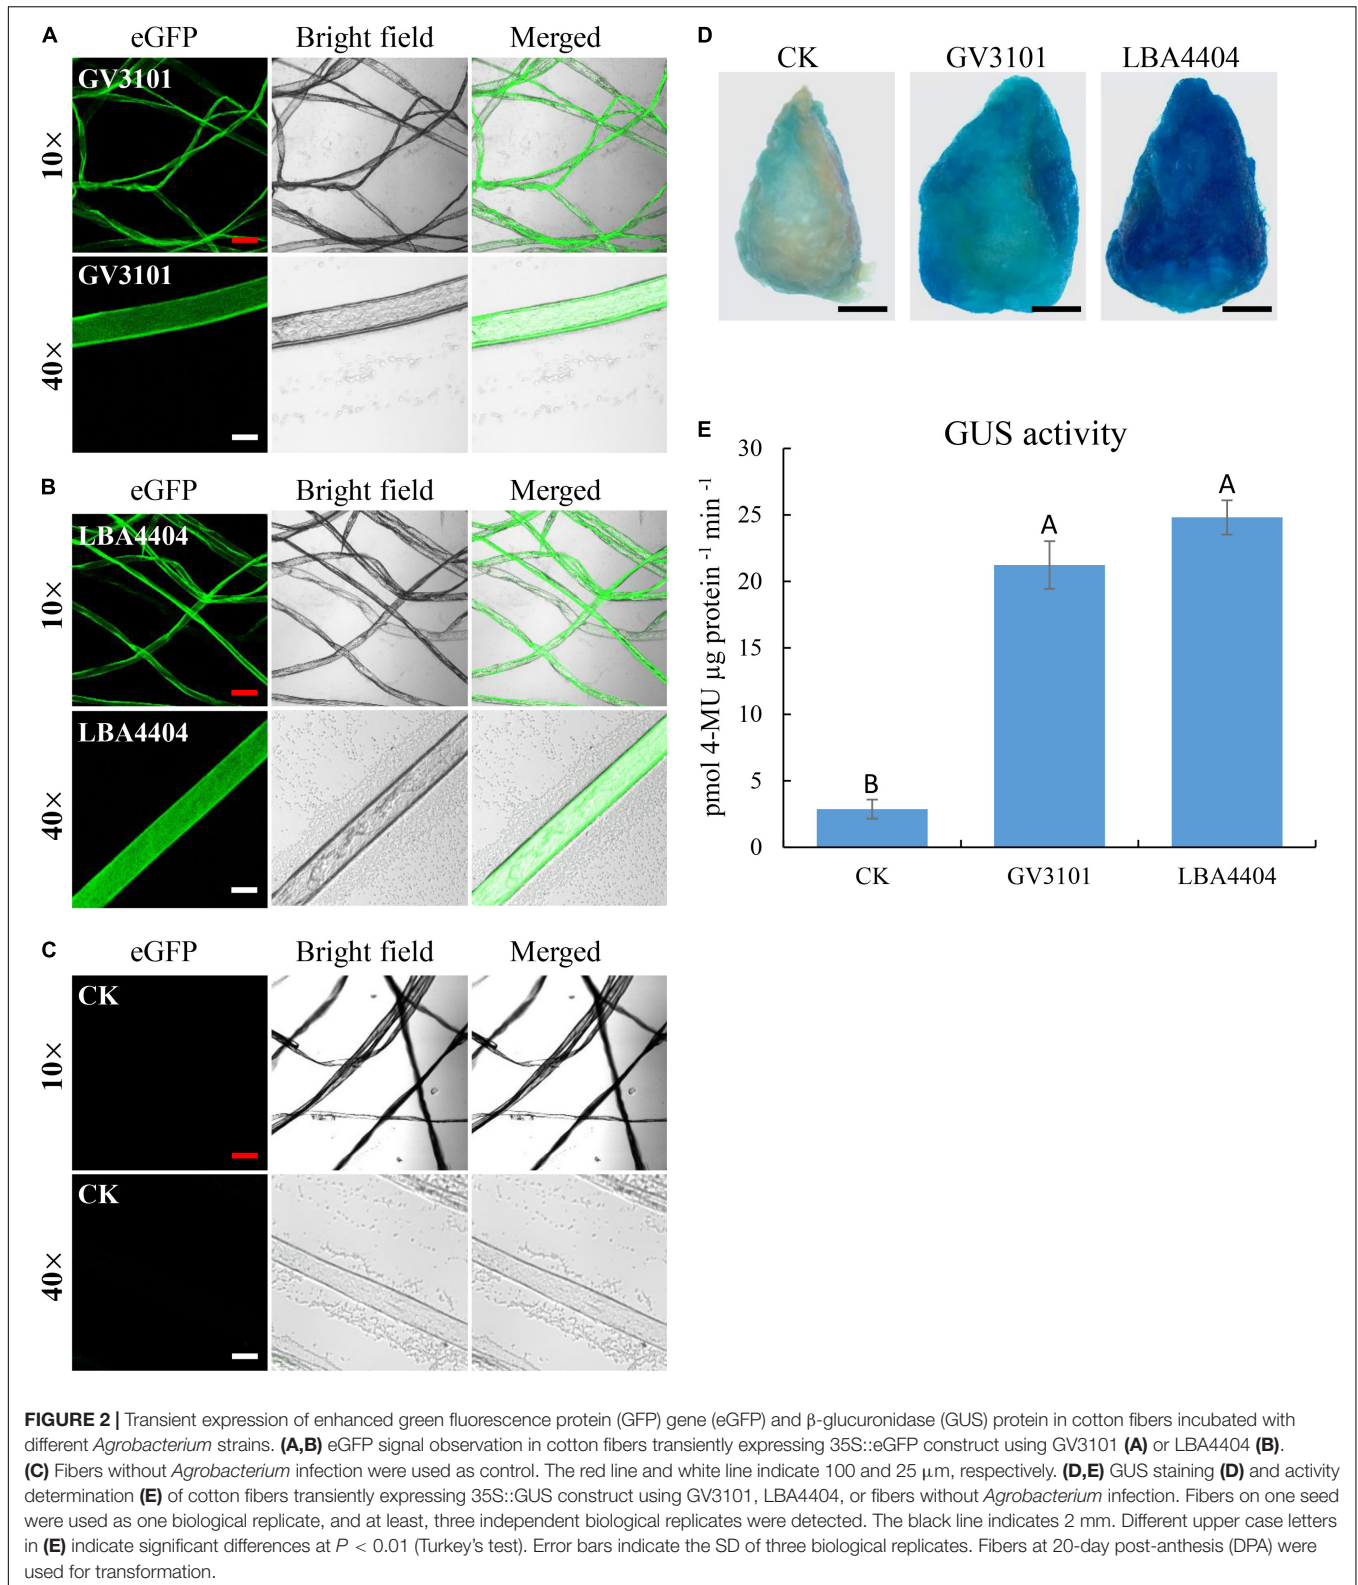 A
eGFP Bright field Merged
GV3101
10×
GV3101
40×
B
eGFP Bright field Merged
LBA4404
10×
LBA4404
40×
C
eGFP Bright field Merged
CK
10×
CK
40×
D
CK GV3101 LBA4404
E
GUS activity
pmol 4-MU μg protein -1 min -1
30
25
20
15
10
5
0
B
A
A
CK GV3101 LBA4404
FIGURE 2 | Transient expression of enhanced green fluorescence protein (GFP) gene (eGFP) and β-glucuronidase (GUS) protein in cotton fibers incubated with
different Agrobacterium strains. (A,B) eGFP signal observation in cotton fibers transiently expressing 35S::eGFP construct using GV3101 (A) or LBA4404 (B).
(C) Fibers without Agrobacterium infection were used as control. The red line and white line indicate 100 and 25 μm, respectively. (D,E) GUS staining (D) and activity
determination (E) of cotton fibers transiently expressing 35S::GUS construct using GV3101, LBA4404, or fibers without Agrobacterium infection. Fibers on one seed
were used as one biological replicate, and at least, three independent biological replicates were detected. The black line indicates 2 mm. Different upper case letters
in (E) indicate significant differences at P < 0.01 (Turkey's test). Error bars indicate the SD of three biological replicates. Fibers at 20-day post-anthesis (DPA) were
used for transformation.